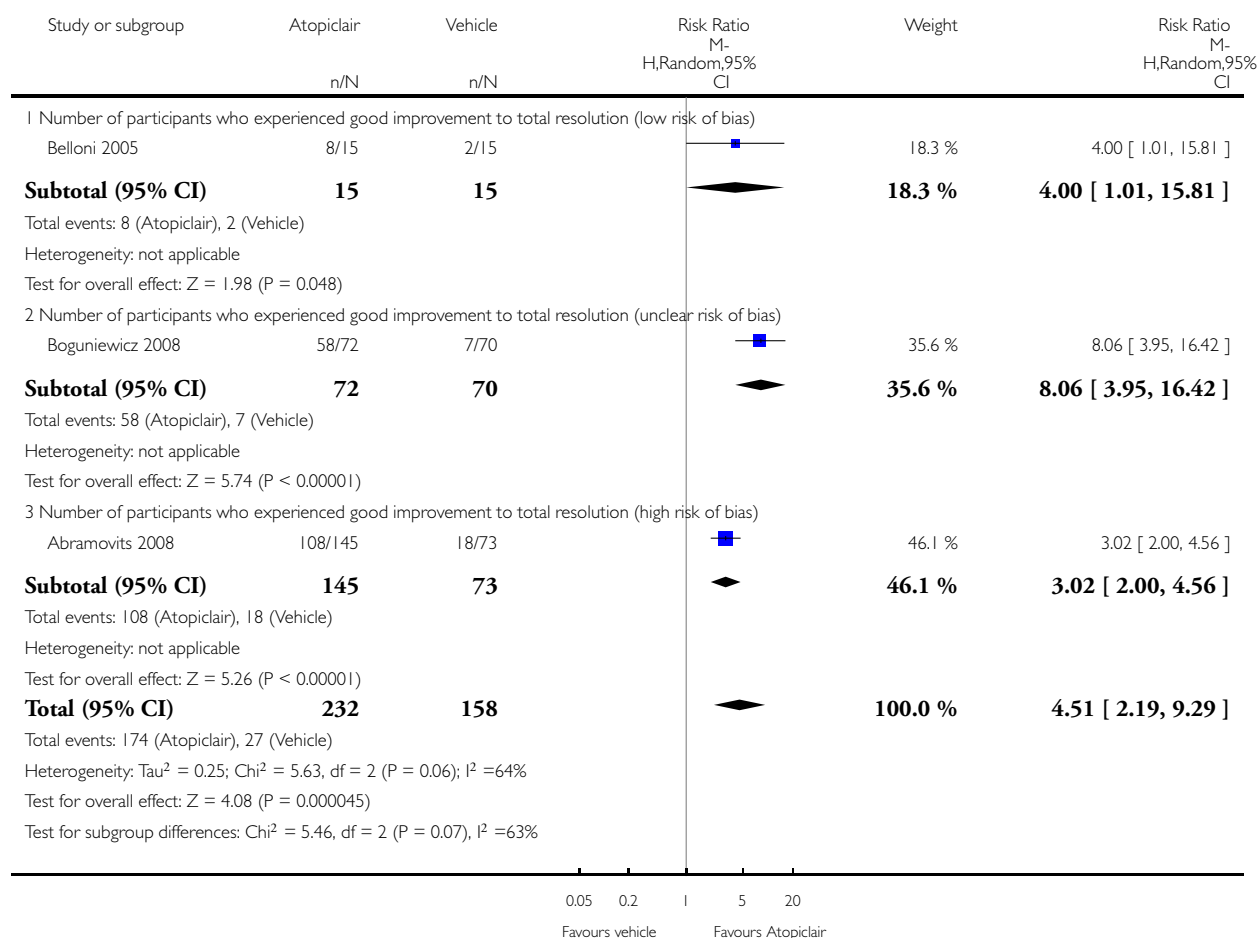 Study or subgroup Atopiclair Vehicle Risk Ratio Weight Risk Ratio
M- M-
H,Random,95% H,Random,95%
n/N n/N CI CI
1 Number of participants who experienced good improvement to total resolution (low risk of bias)
Belloni 2005 8/15 2/15 18.3 % 4.00 [ 1.01, 15.81 ]
Subtotal (95% CI) 15 15 18.3 % 4.00 [ 1.01, 15.81 ]
Total events: 8 (Atopiclair), 2 (Vehicle)
Heterogeneity: not applicable
Test for overall effect: Z = 1.98 (P = 0.048)
2 Number of participants who experienced good improvement to total resolution (unclear risk of bias)
Boguniewicz 2008 58/72 7/70 35.6 % 8.06 [ 3.95, 16.42 ]
Subtotal (95% CI) 72 70 35.6 % 8.06 [ 3.95, 16.42 ]
Total events: 58 (Atopiclair), 7 (Vehicle)
Heterogeneity: not applicable
Test for overall effect: Z = 5.74 (P < 0.00001)
3 Number of participants who experienced good improvement to total resolution (high risk of bias)
Abramovits 2008 108/145 18/73 46.1 % 3.02 [ 2.00, 4.56 ]
Subtotal (95% CI) 145 73 46.1 % 3.02 [ 2.00, 4.56 ]
Total events: 108 (Atopiclair), 18 (Vehicle)
Heterogeneity: not applicable
Test for overall effect: Z = 5.26 (P < 0.00001)
Total (95% CI) 232 158 100.0 % 4.51 [ 2.19, 9.29 ]
Total events: 174 (Atopiclair), 27 (Vehicle)
Heterogeneity: Tau² = 0.25; Chi² = 5.63, df = 2 (P = 0.06); I² =64%
Test for overall effect: Z = 4.08 (P = 0.000045)
Test for subgroup differences: Chi² = 5.46, df = 2 (P = 0.07), I² =63%
0.05 0.2 1 5 20
Favours vehicle Favours Atopiclair